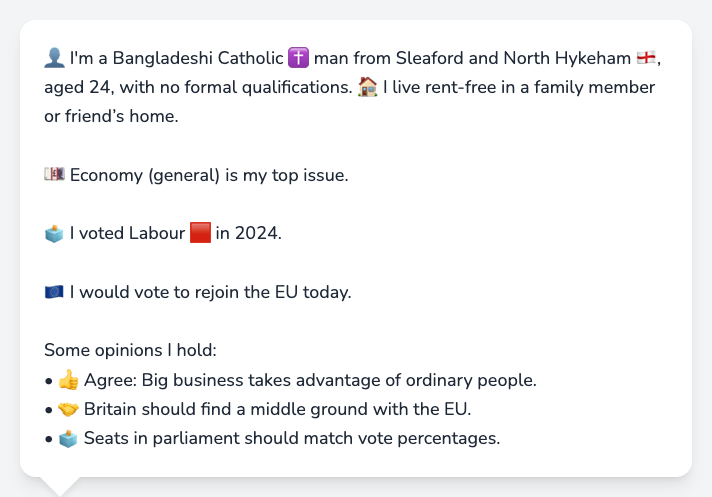 👤 I'm a Bangladeshi Catholic ✝️ man from Sleaford and North Hykeham 🏴󠁧󠁢󠁥󠁮󠁧󠁿,
aged 24, with no formal qualifications. 🏠 I live rent-free in a family member
or friend’s home.
💷 Economy (general) is my top issue.
🗳️ I voted Labour 🟥 in 2024.
🇪🇺 I would vote to rejoin the EU today.
Some opinions I hold:
• 👍 Agree: Big business takes advantage of ordinary people.
• 🤝 Britain should find a middle ground with the EU.
• 🗳️ Seats in parliament should match vote percentages.